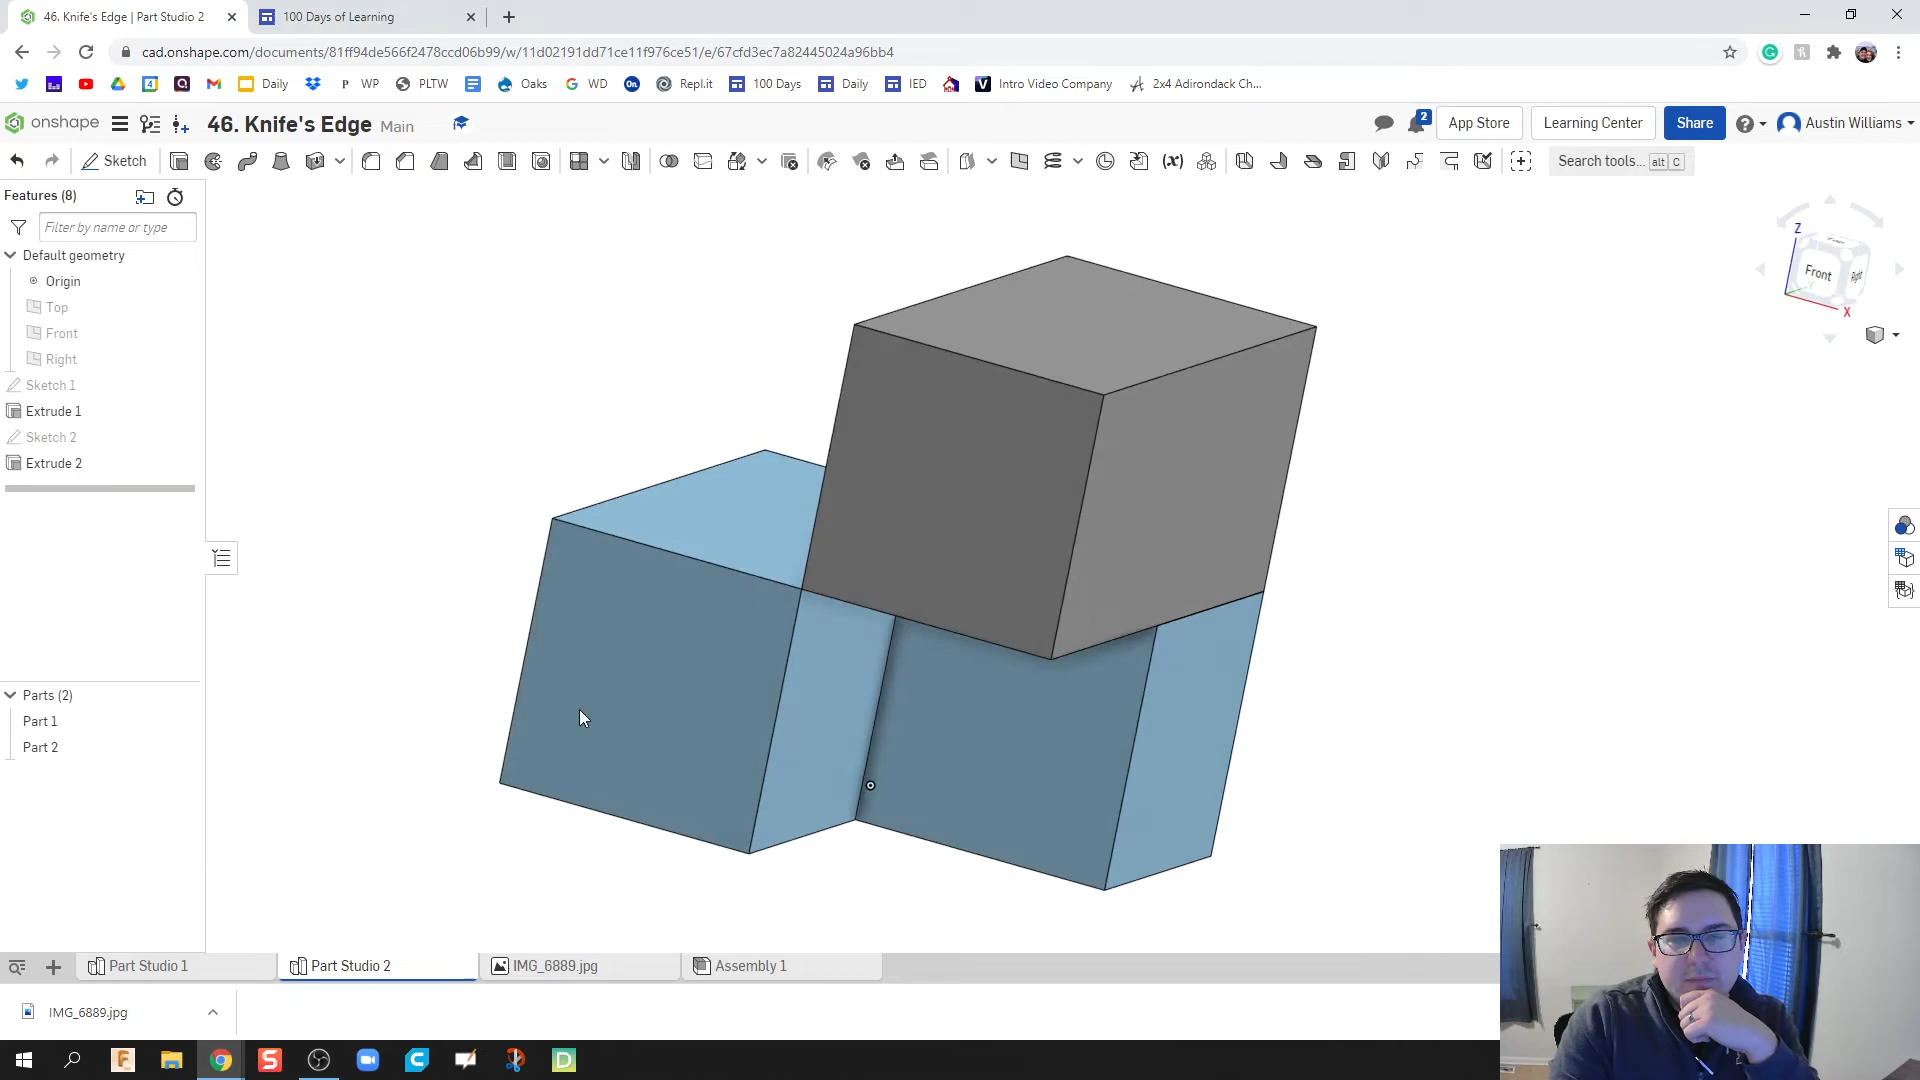 46. Knife's Edge | Part Studio 2
100 Days of Learning
cad.onshape.com/documents/81ff94de566f2478ccd06b99/w/11d02191dd71ce11f976ce51/e/67cfd3ec7a82445024a96bb4
Daily
P WP
PLTW
Oaks
G WD
On
Repl.it
100 Days
Daily
IED
Intro Video Company
2x4 Adirondack Ch...
onshape
46. Knife's Edge Main
2
App Store
Learning Center
Share
Austin Williams
Sketch
Search tools... alt C
Features (8)
Filter by name or type
Default geometry
Origin
Top
Front
Right
Sketch 1
Extrude 1
Sketch 2
Extrude 2
Z
Top
Front
Right
X
Parts (2)
Part 1
Part 2
Part Studio 1
Part Studio 2
IMG_6889.jpg
Assembly 1
IMG_6889.jpg